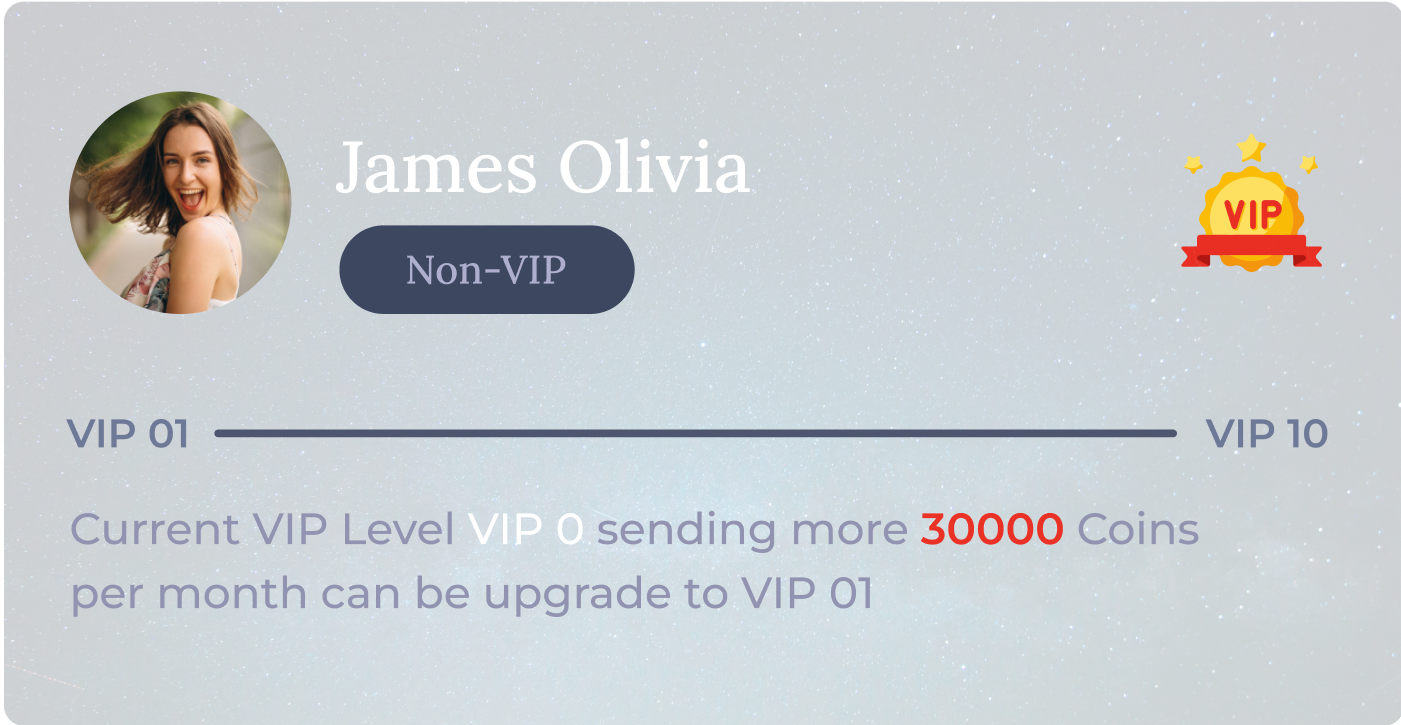 James Olivia
VIP
Non-VIP
VIP 01 VIP 10
Current VIP Level VIP 0 sending more 30000 Coins
per month can be upgrade to VIP 01